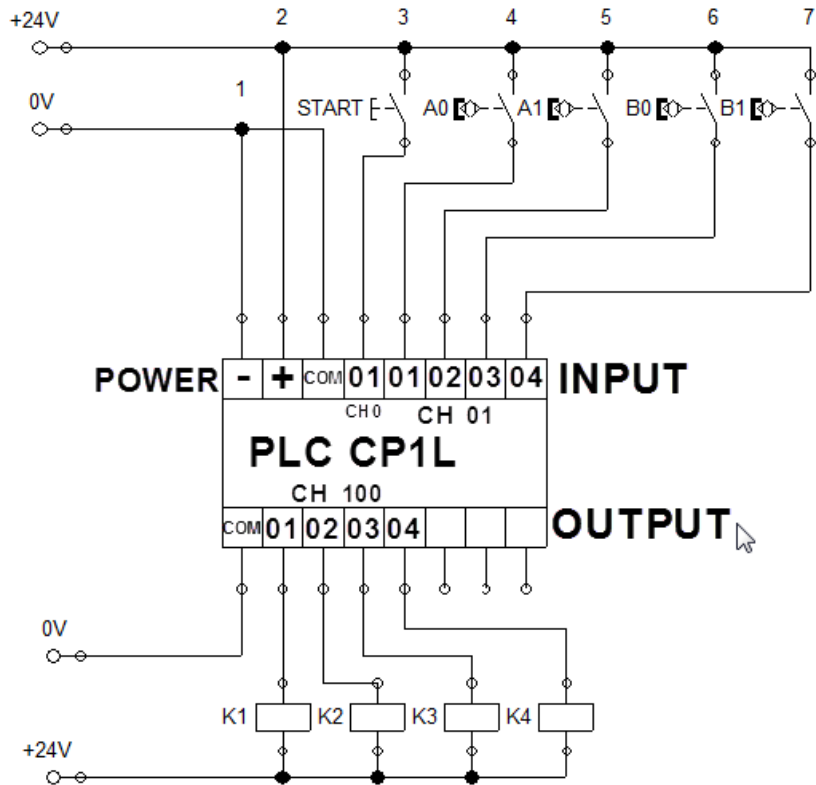 2 3 4 5 6 7
+24V
0V
1
START A0 A1 B0 B1
POWER - + COM 01 01 02 03 04 INPUT
CH 0 CH 01
PLC CP1L
CH 100
COM 01 02 03 04 OUTPUT
0V
K1 K2 K3 K4
+24V